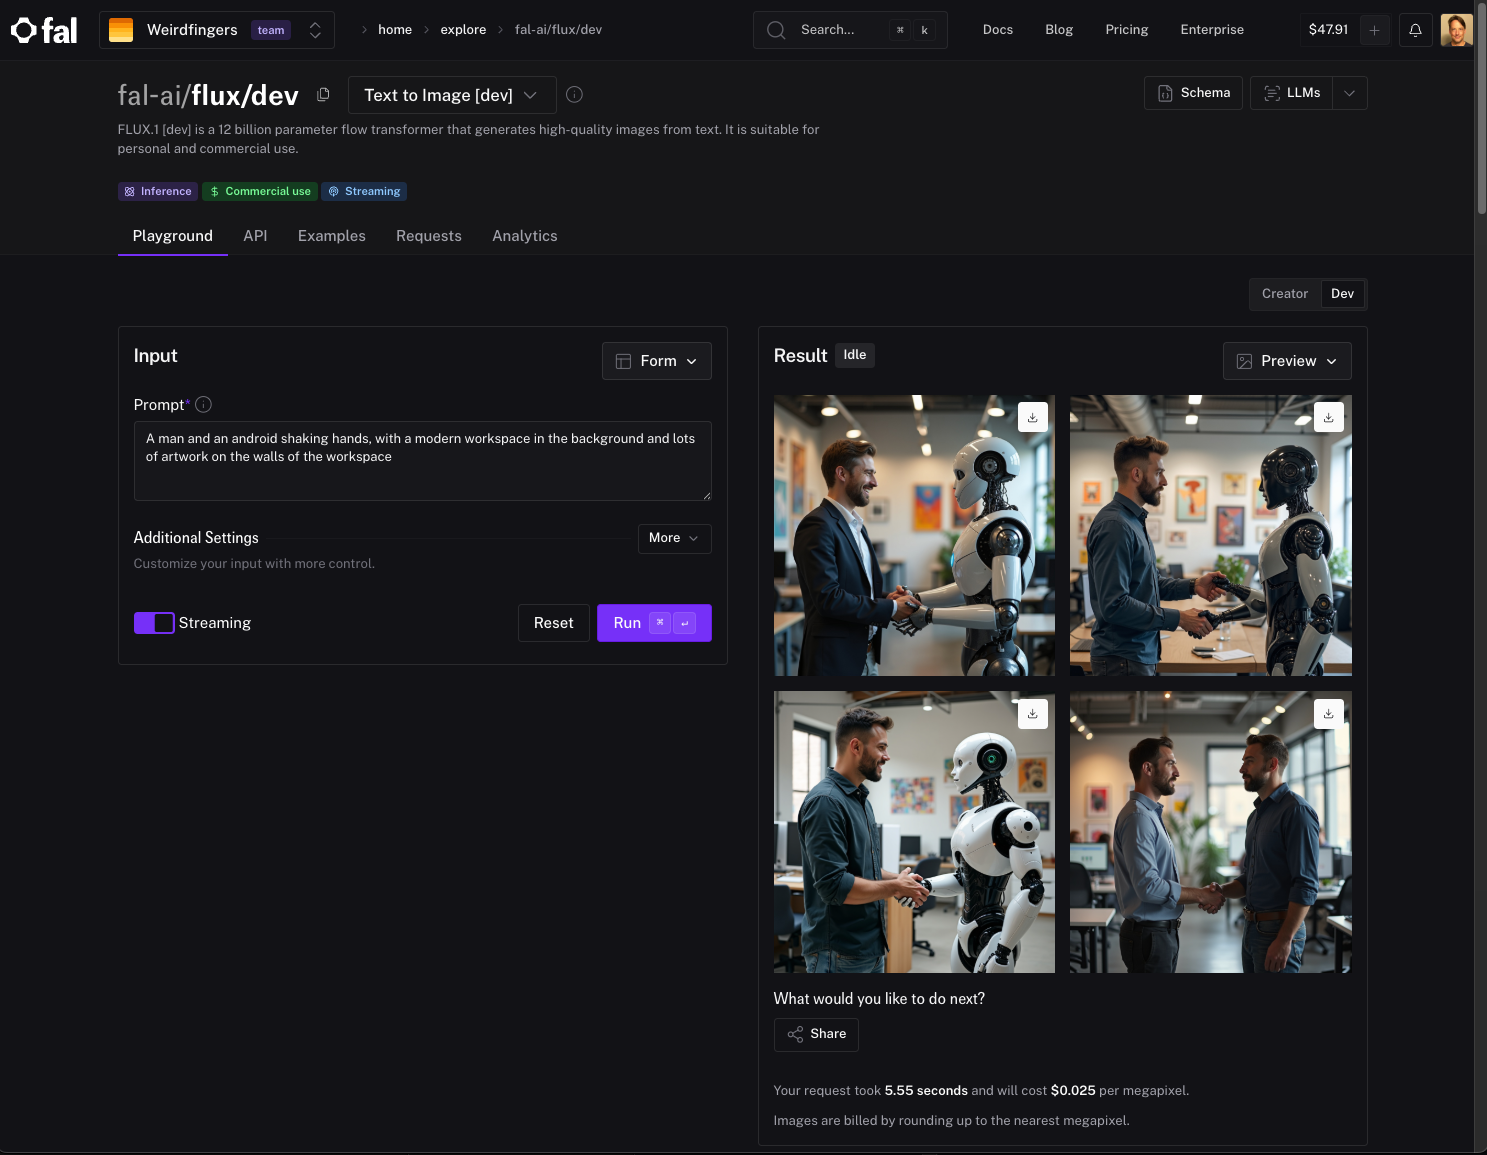 fal
Weirdfingers team
home
explore
fal-ai/flux/dev
Search...
⌘ k
Docs
Blog
Pricing
Enterprise
$47.91
fal-ai/flux/dev
Text to Image [dev]
Schema
LLMs
FLUX.1 [dev] is a 12 billion parameter flow transformer that generates high-quality images from text. It is suitable for
personal and commercial use.
Inference
Commercial use
Streaming
Playground
API
Examples
Requests
Analytics
Creator
Dev
Input
Form
Prompt*
A man and an android shaking hands, with a modern workspace in the background and lots
of artwork on the walls of the workspace
Additional Settings
More
Customize your input with more control.
Streaming
Reset
Run ⌘ ↵
Result
Idle
Preview
What would you like to do next?
Share
Your request took 5.55 seconds and will cost $0.025 per megapixel.
Images are billed by rounding up to the nearest megapixel.